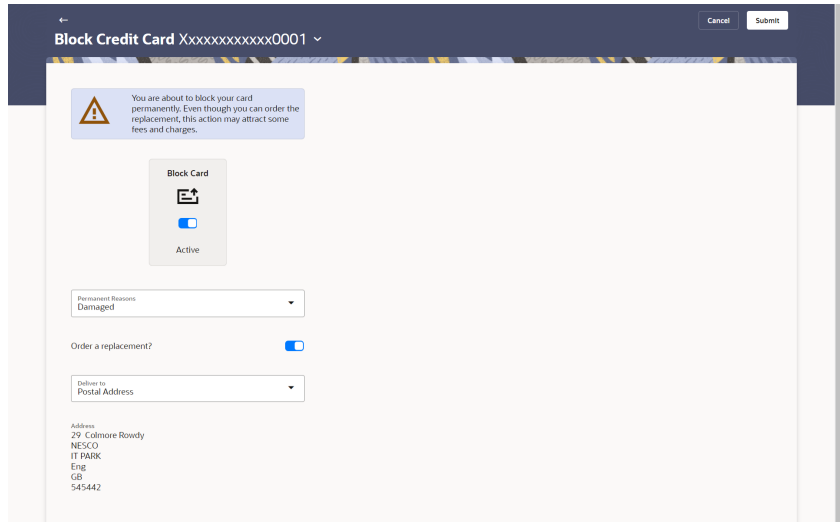 Cancel
Submit
Block Credit Card Xxxxxxxxxxxx0001
You are about to block your card
permanently. Even though you can order the
replacement, this action may attract some
fees and charges.
Block Card
Active
Permanent Reasons
Damaged
Order a replacement?
Deliver to
Postal Address
Address
29 Colmore Rowdy
NESCO
IT PARK
Eng
GB
545442